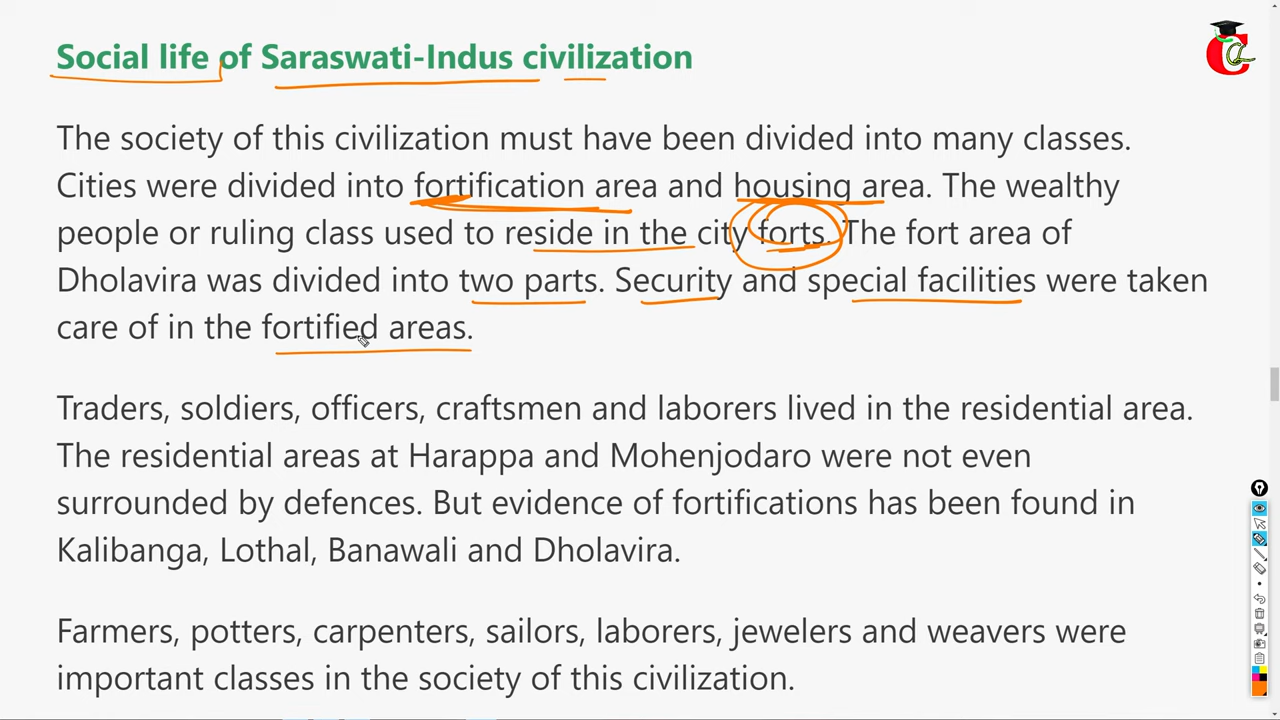 Social life of Saraswati-Indus civilization
The society of this civilization must have been divided into many classes.
Cities were divided into fortification area and housing area. The wealthy
people or ruling class used to reside in the city forts. The fort area of
Dholavira was divided into two parts. Security and special facilities were taken
care of in the fortified areas.
Traders, soldiers, officers, craftsmen and laborers lived in the residential area.
The residential areas at Harappa and Mohenjodaro were not even
surrounded by defences. But evidence of fortifications has been found in
Kalibanga, Lothal, Banawali and Dholavira.
Farmers, potters, carpenters, sailors, laborers, jewelers and weavers were
important classes in the society of this civilization.